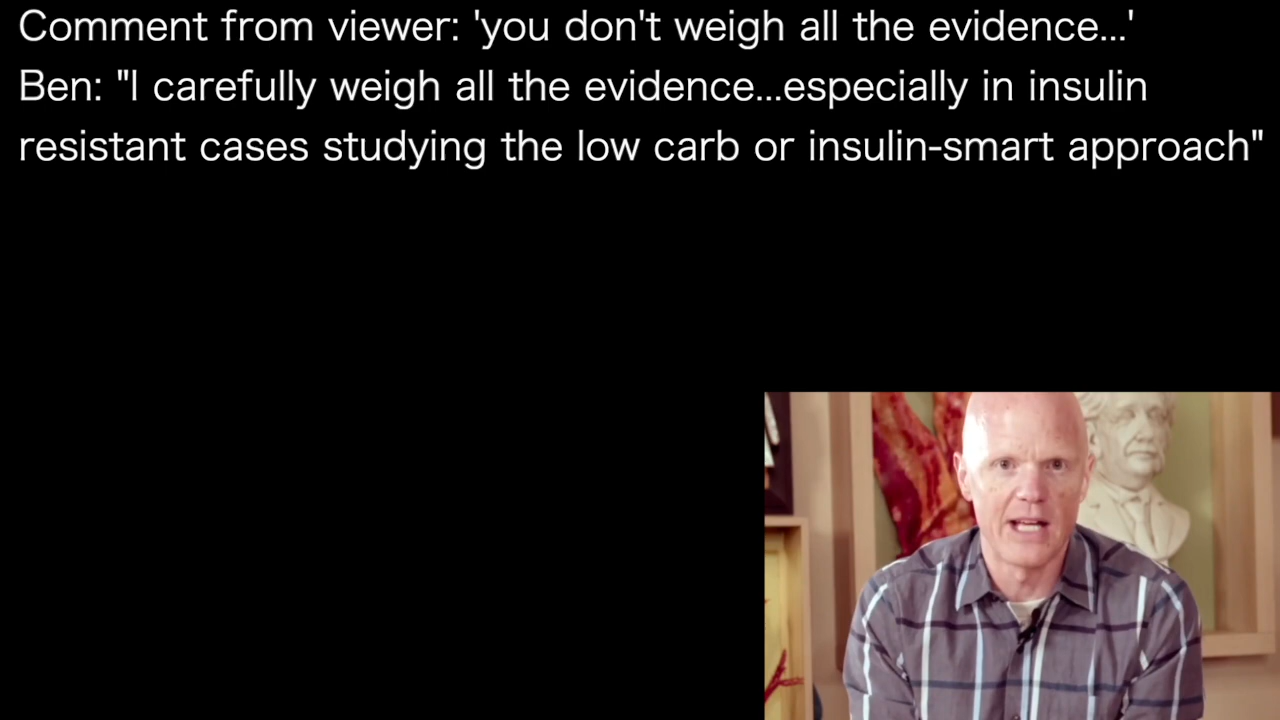 Comment from viewer: 'you don't weigh all the evidence...'
Ben: "I carefully weigh all the evidence...especially in insulin
resistant cases studying the low carb or insulin-smart approach"